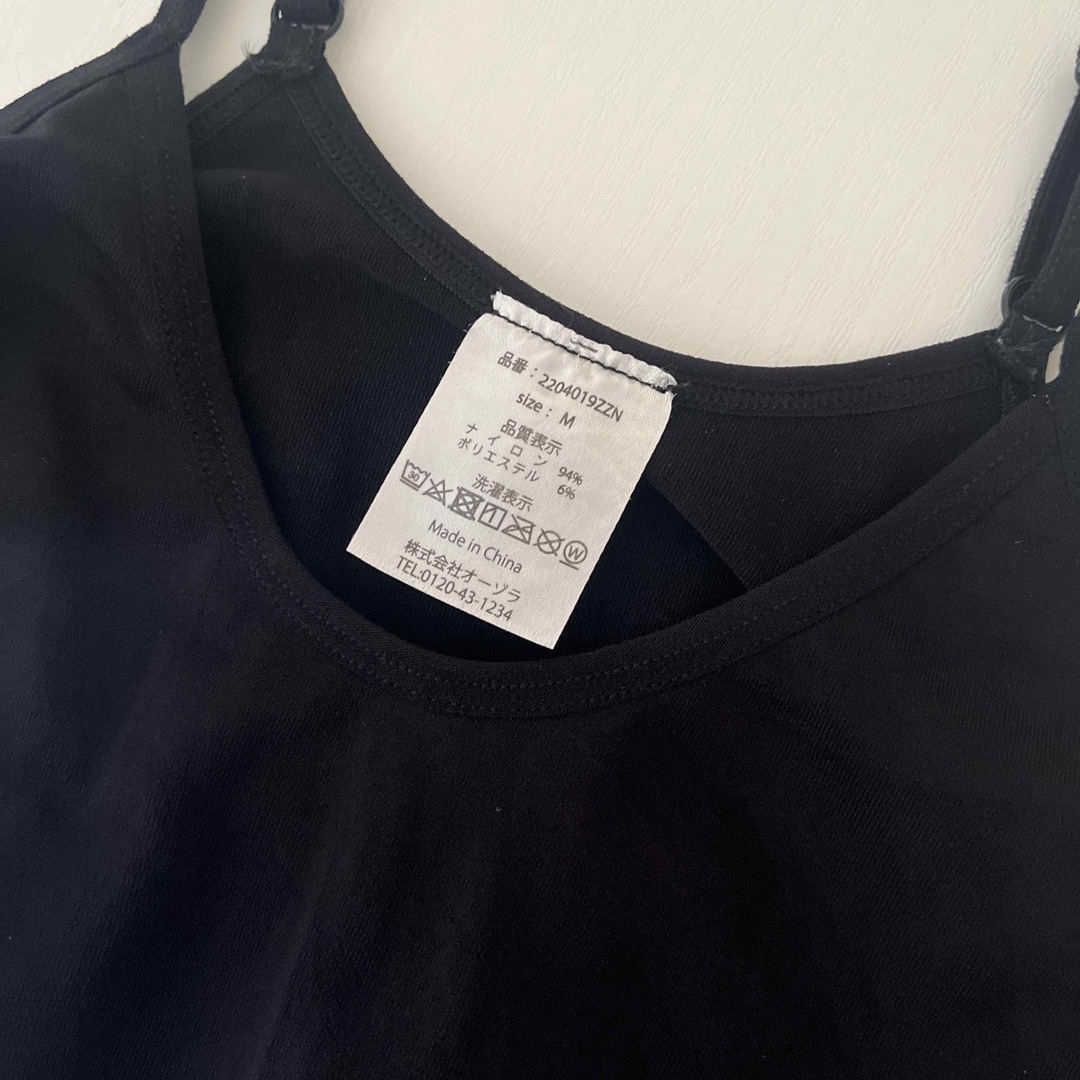 品番：2204019ZZN
size： M
品質表示
ナイロン 94%
ポリエステル 6%
洗濯表示
30 W
Made in China
株式会社オーゾラ
TEL:0120-43-1234